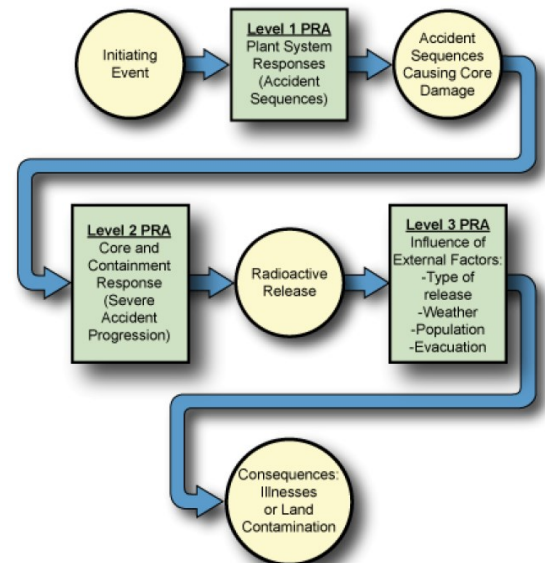 Initiating
Event
Level 1 PRA
Plant System
Responses
(Accident
Sequences)
Accident
Sequences
Causing Core
Damage
Level 2 PRA
Core and
Containment
Response
(Severe
Accident
Progression)
Radioactive
Release
Level 3 PRA
Influence of
External Factors:
-Type of
release
-Weather
-Population
-Evacuation
Consequences:
Illnesses
or Land
Contamination